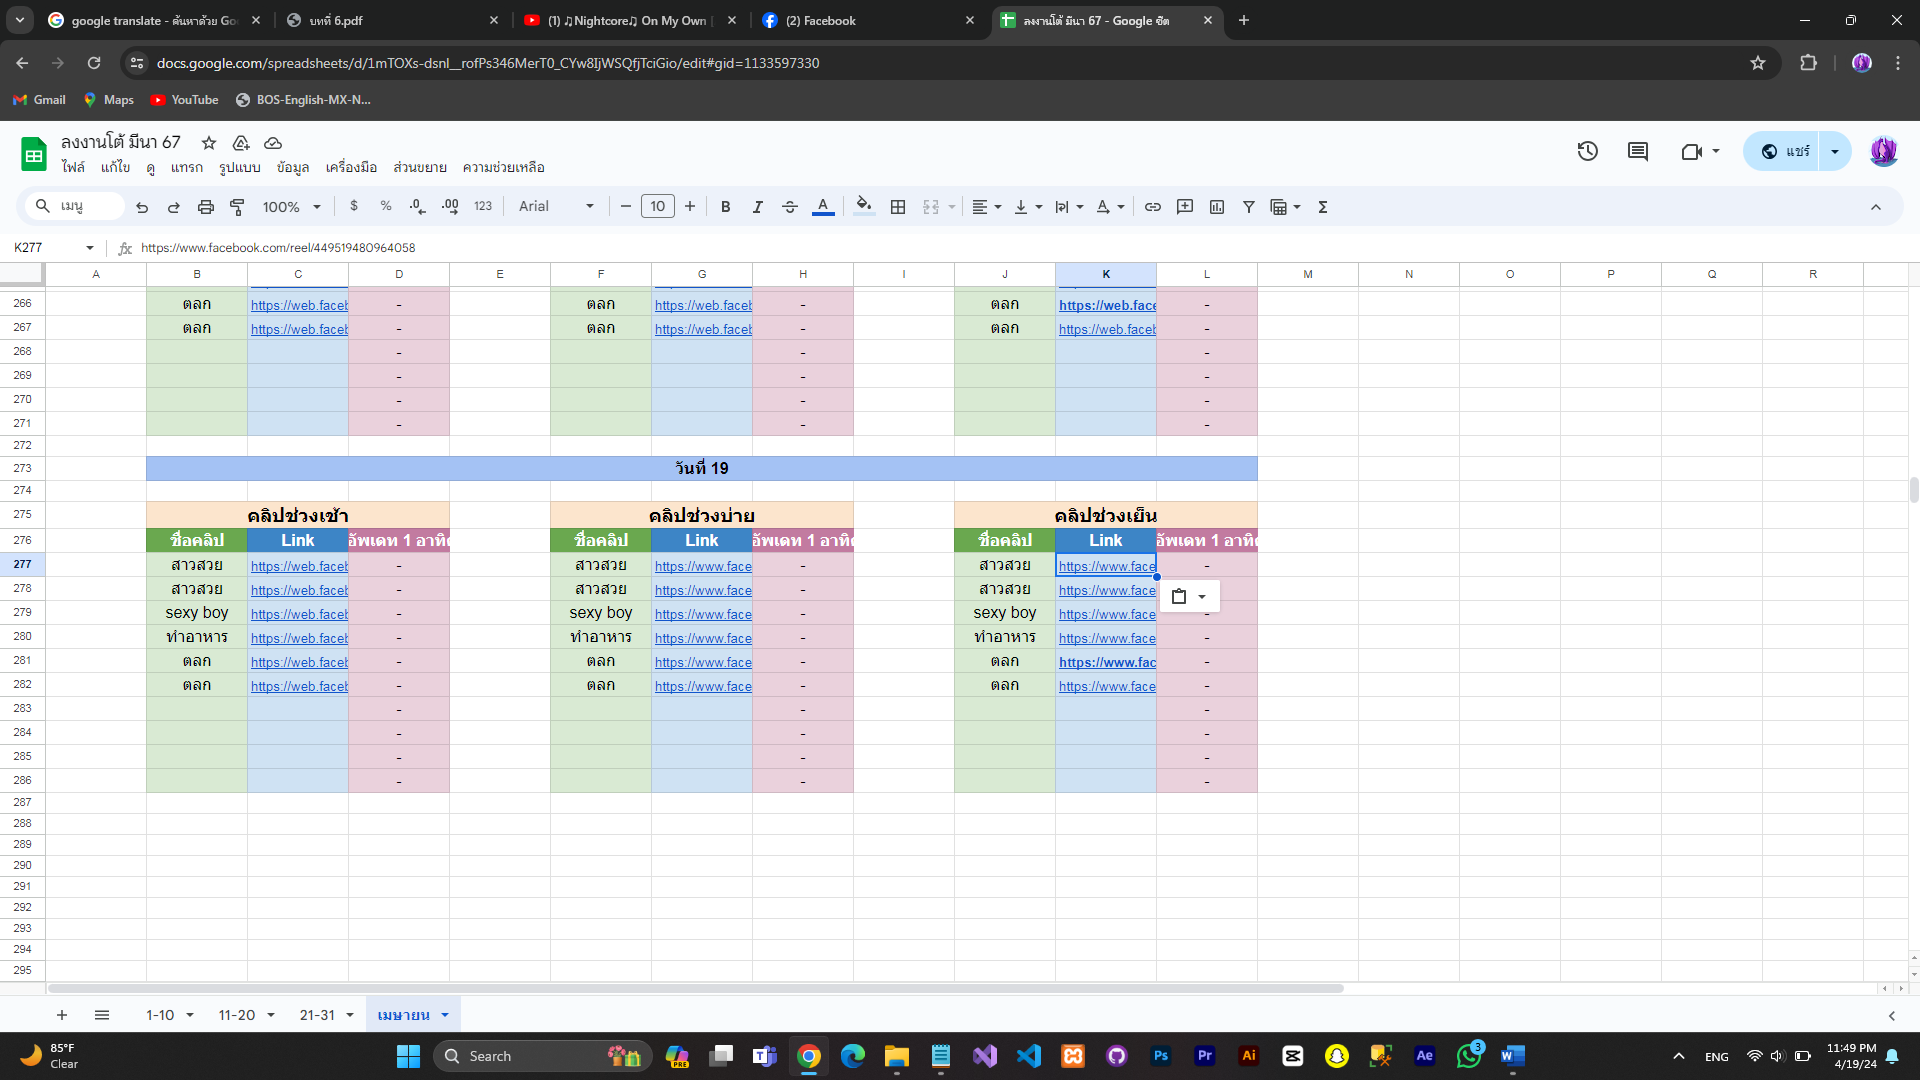 google translate - ค้นหาด้วย Go
บทที่ 6.pdf
(1) ♫Nightcore♫ On My Own [
(2) Facebook
ลงงานโต้ มีนา 67 - Google ชีต
docs.google.com/spreadsheets/d/1mTOXs-dsnl__rofPs346MerT0_CYw8IjWSQfjTciGio/edit#gid=1133597330
Gmail Maps YouTube BOS-English-MX-N...
ลงงานโต้ มีนา 67
ไฟล์ แก้ไข ดู แทรก รูปแบบ ข้อมูล เครื่องมือ ส่วนขยาย ความช่วยเหลือ
แชร์
เมนู 100% $ % .0 .00 123 Arial 10 B I A
K277 fx https://www.facebook.com/reel/449519480964058
A B C D E F G H I J K L M N O P Q R
266 ตลก https://web.faceb - ตลก https://web.faceb - ตลก https://web.face -
267 ตลก https://web.faceb - ตลก https://web.faceb - ตลก https://web.faceb -
268 - - -
269 - - -
270 - - -
271 - - -
272
273 วันที่ 19
274
275 คลิปช่วงเช้า คลิปช่วงบ่าย คลิปช่วงเย็น
276 ชื่อคลิป Link อัพเดท 1 อาทิต ชื่อคลิป Link อัพเดท 1 อาทิต ชื่อคลิป Link อัพเดท 1 อาทิต
277 สาวสวย https://web.faceb - สาวสวย https://www.face - สาวสวย https://www.face -
278 สาวสวย https://web.faceb - สาวสวย https://www.face - สาวสวย https://www.face
279 sexy boy https://web.faceb - sexy boy https://www.face - sexy boy https://www.face -
280 ทำอาหาร https://web.faceb - ทำอาหาร https://www.face - ทำอาหาร https://www.face -
281 ตลก https://web.faceb - ตลก https://www.face - ตลก https://www.fac -
282 ตลก https://web.faceb - ตลก https://www.face - ตลก https://www.face -
283 - - -
284 - - -
285 - - -
286 - - -
287
288
289
290
291
292
293
294
295
1-10 11-20 21-31 เมษายน
85°F
Clear
Search
PRE
Ps Pr Ai Ae 3 W
ENG
11:49 PM
4/19/24